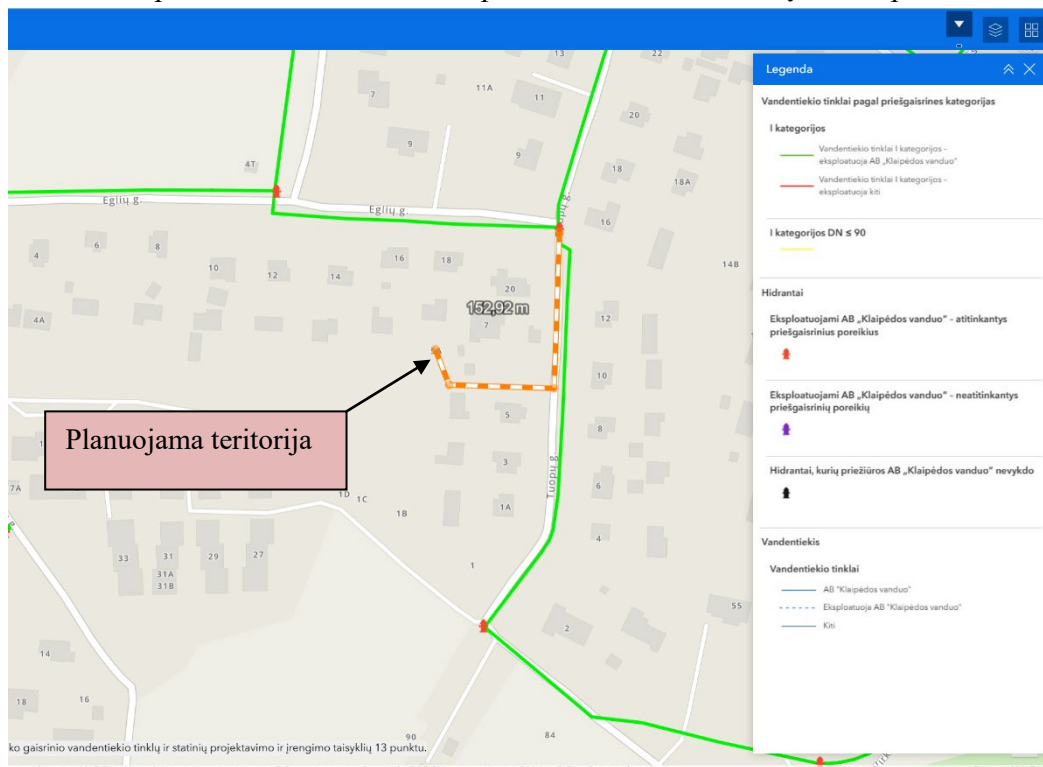 Legenda
Vandentiekio tinklai pagal priešgaisrines kategorijas
I kategorijos
Vandentiekio tinklai I kategorijos –
eksploatuoja AB „Klaipėdos vanduo“
Vandentiekio tinklai I kategorijos –
eksploatuoja kiti
I kategorijos DN ≤ 90
Hidrantai
Eksploatuojami AB „Klaipėdos vanduo“ – atitinkantys
priešgaisrinius poreikius
Eksploatuojami AB „Klaipėdos vanduo“ – neatitinkantys
priešgaisrinių poreikių
Hidrantai, kurių priežiūros AB „Klaipėdos vanduo“ nevykdo
Vandentiekis
Vandentiekio tinklai
AB "Klaipėdos vanduo"
Eksploatuoja AB "Klaipėdos vanduo"
Kiti
13
22
11A
7
11
20
9
9
4T
18
18A
Eglių g.
Eglių g.
16
4
6
8
10
12
14
16
18
14B
20
152,92 m
7
12
4A
10
Planuojama teritorija
5
8
3
Tuopų g.
6
7A
1D
1C
1B
1A
4
33
31
29
27
31A
31B
1
55
2
14
18
16
90
84
ko gaisrinio vandentiekio tinklų ir statinių projektavimo ir įrengimo taisyklių 13 punktu.